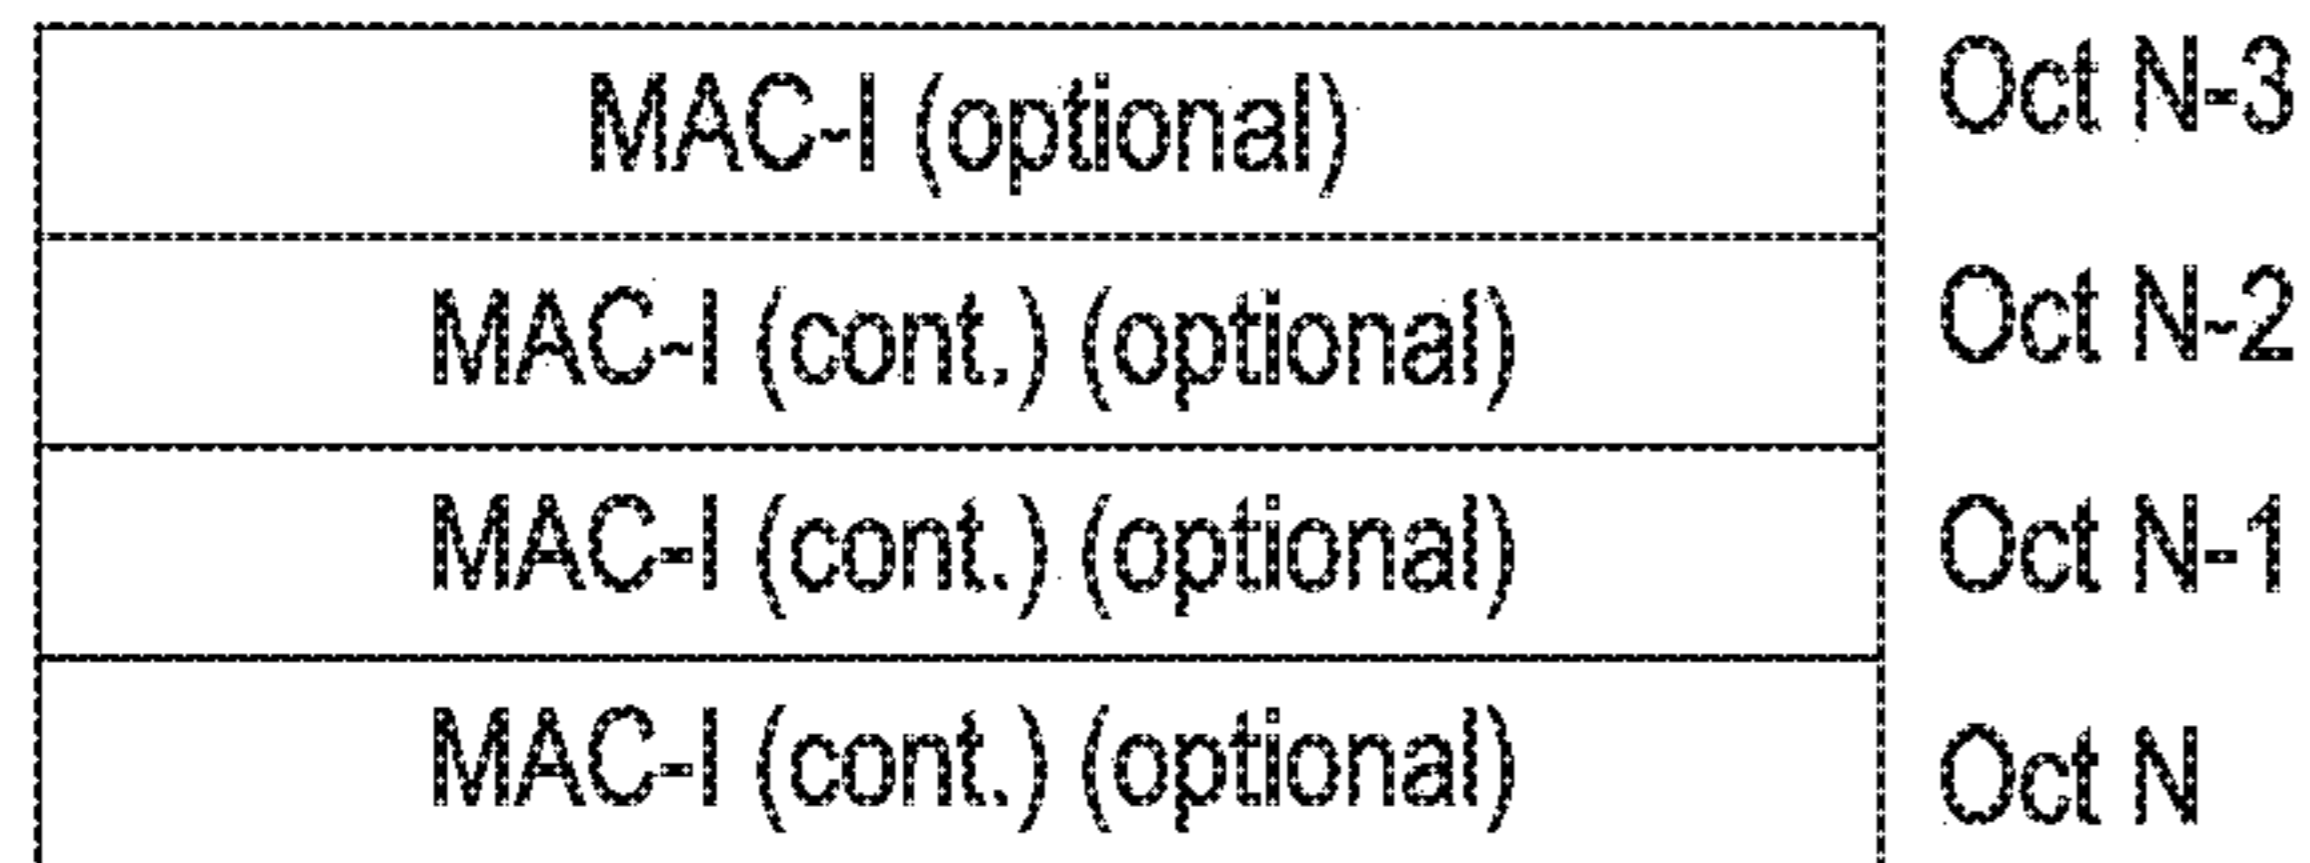 MAC-I (optional) Oct N-3
MAC-I (cont.) (optional) Oct N-2
MAC-I (cont.) (optional) Oct N-1
MAC-I (cont.) (optional) Oct N